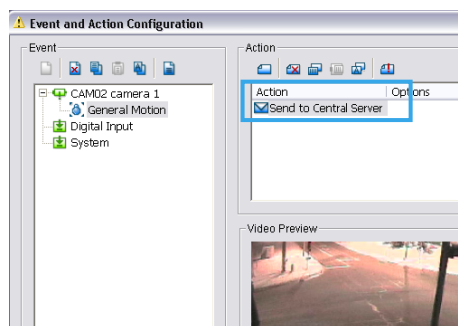 Event and Action Configuration
Event
Action
Action Options
CAM02 camera 1
Send to Central Server
General Motion
Digital Input
System
Video Preview